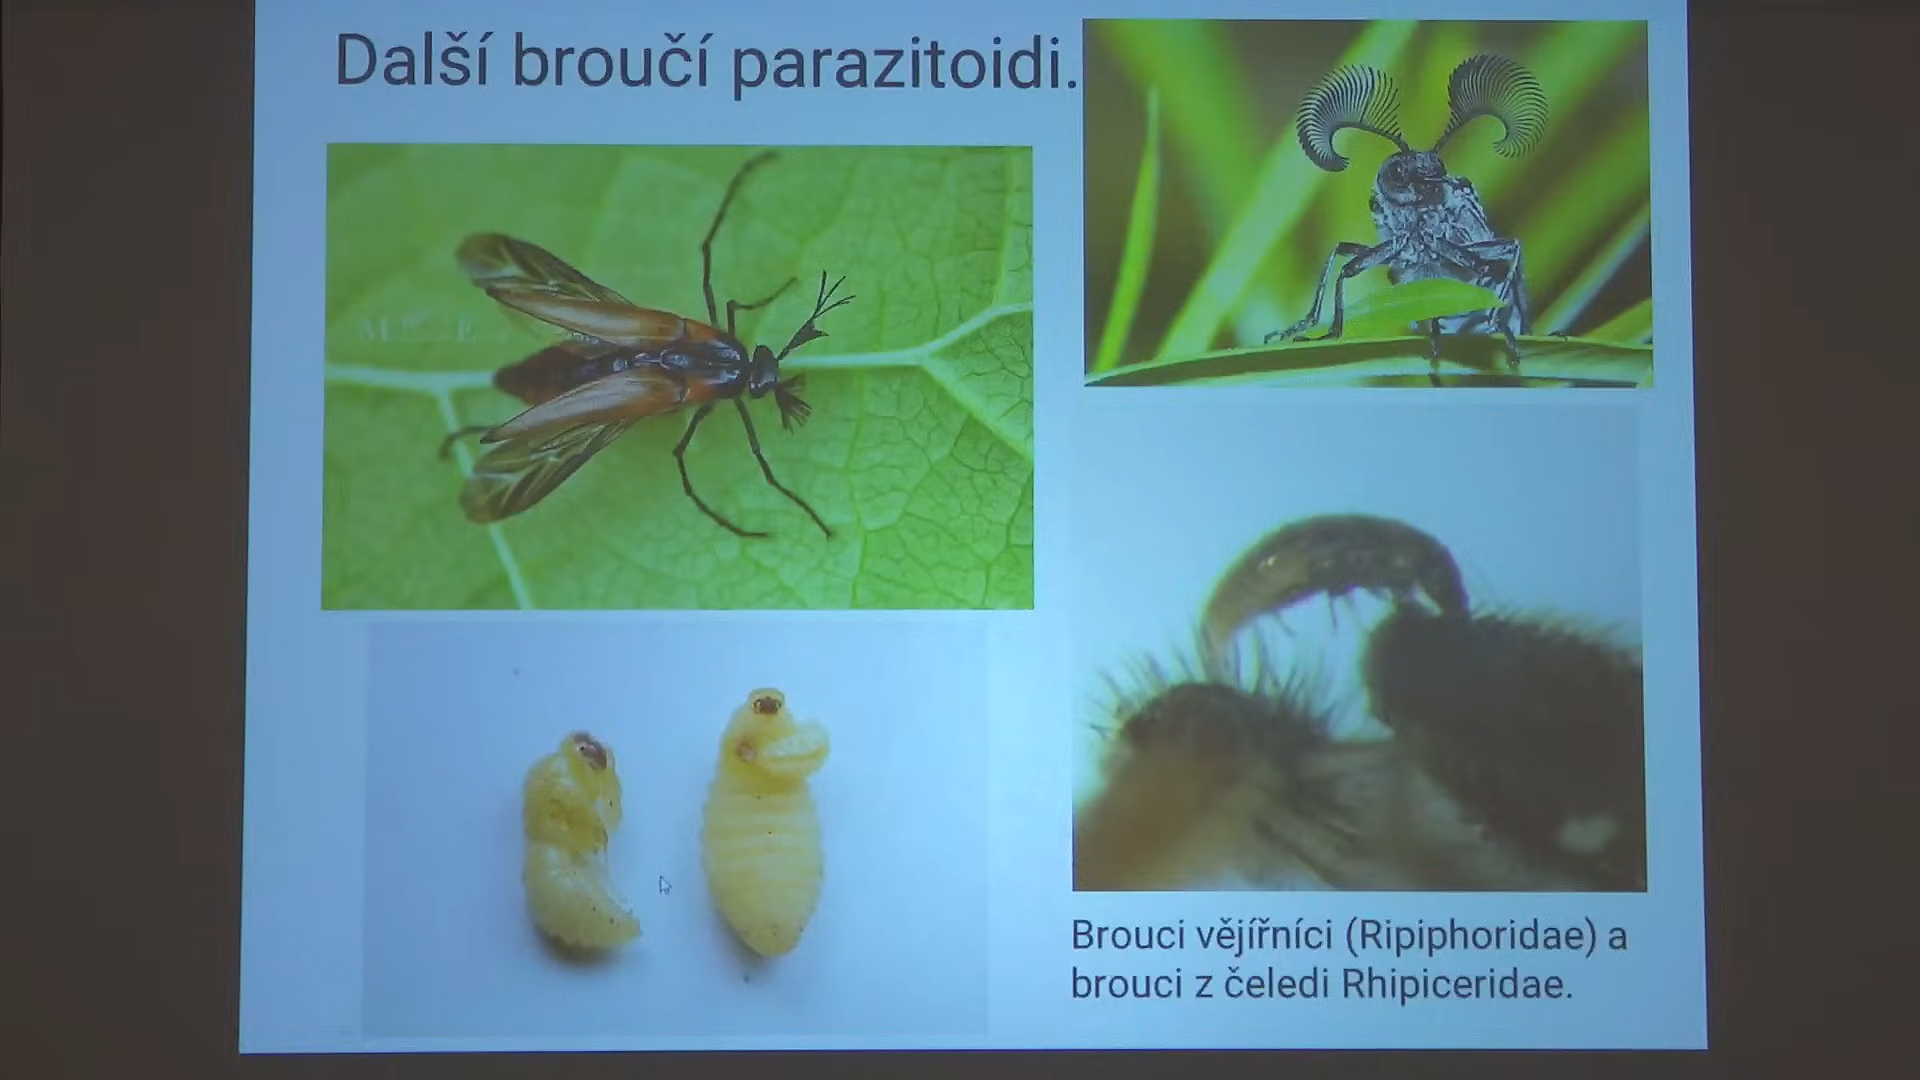 Další broučí parazitoidi.
Brouci vějířníci (Ripiphoridae) a
brouci z čeledi Rhipiceridae.